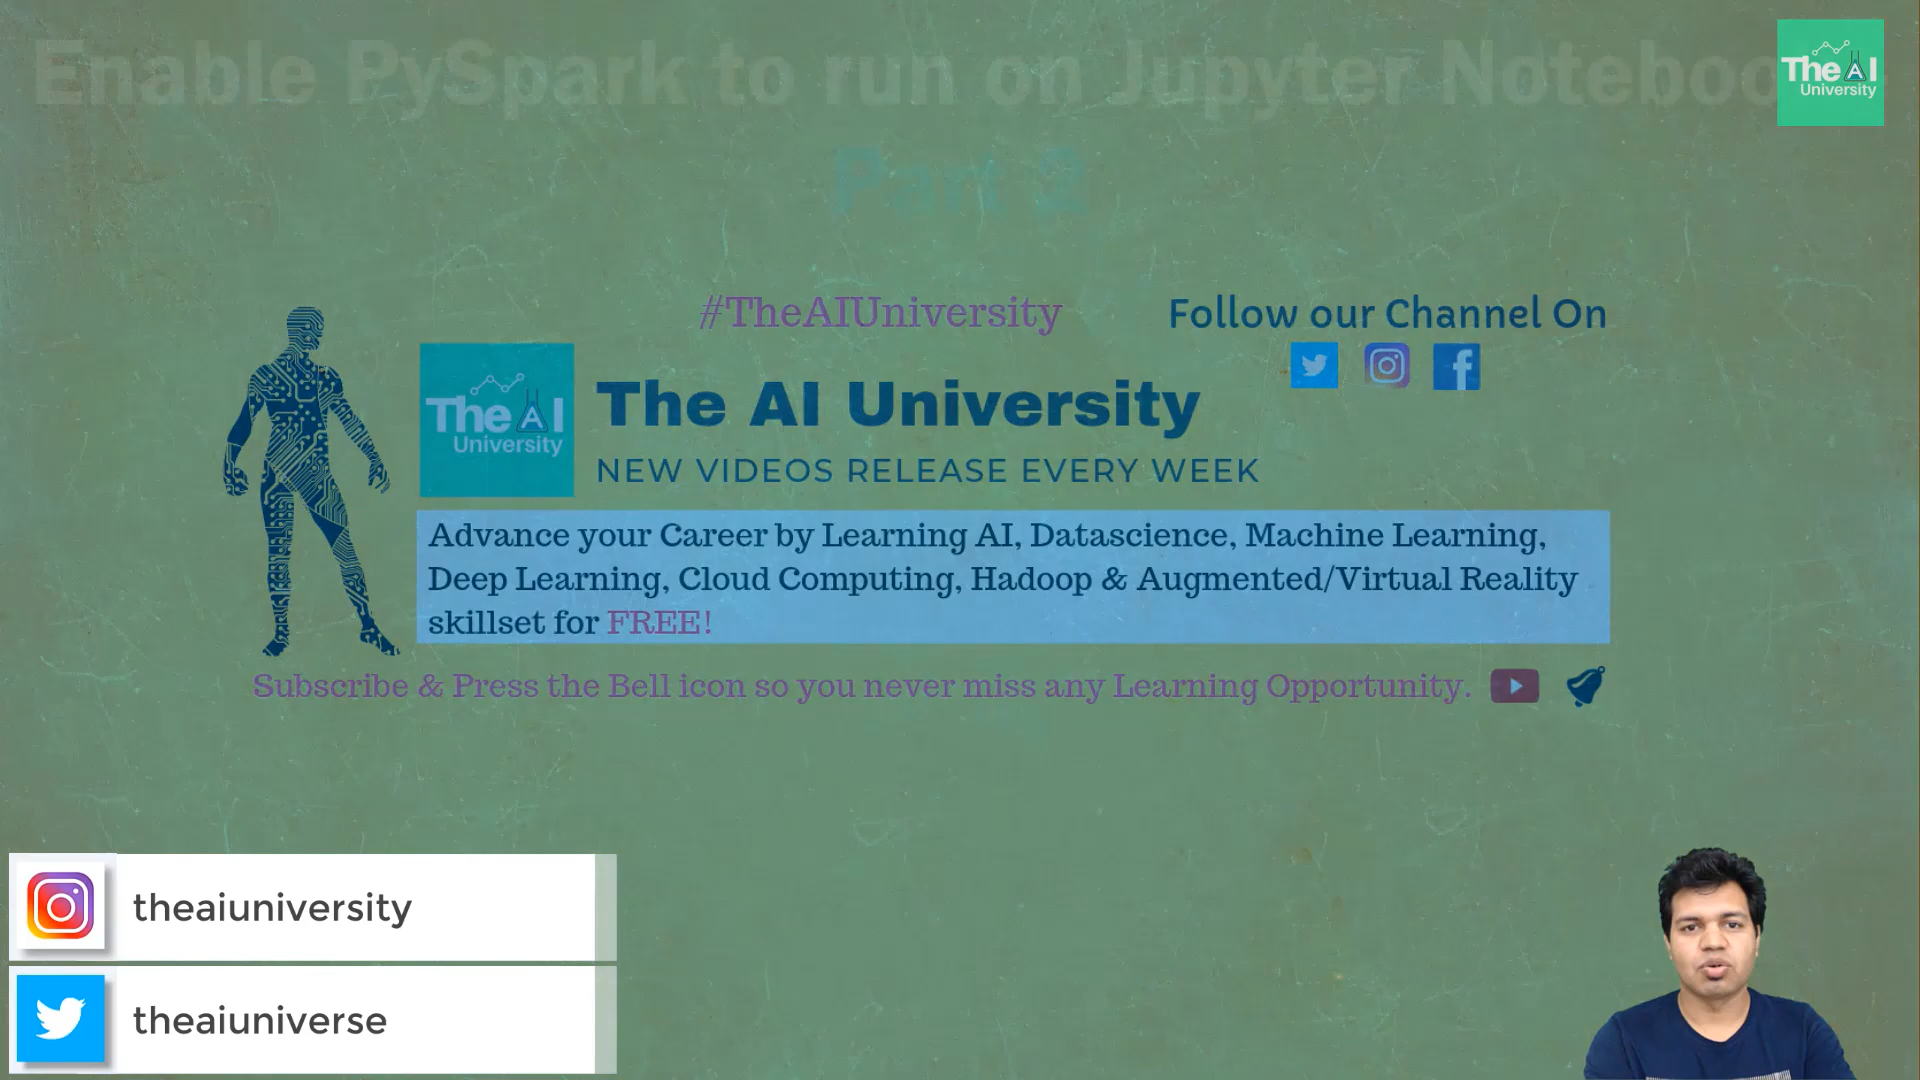 Enable PySpark to run on Jupyter Noteboo
The AI
University
Part 2
#TheAIUniversity
Follow our Channel On
The AI
University
The AI University
NEW VIDEOS RELEASE EVERY WEEK
Advance your Career by Learning AI, Datascience, Machine Learning,
Deep Learning, Cloud Computing, Hadoop & Augmented/Virtual Reality
skillset for FREE!
Subscribe & Press the Bell icon so you never miss any Learning Opportunity.
theaiuniversity
theaiuniverse